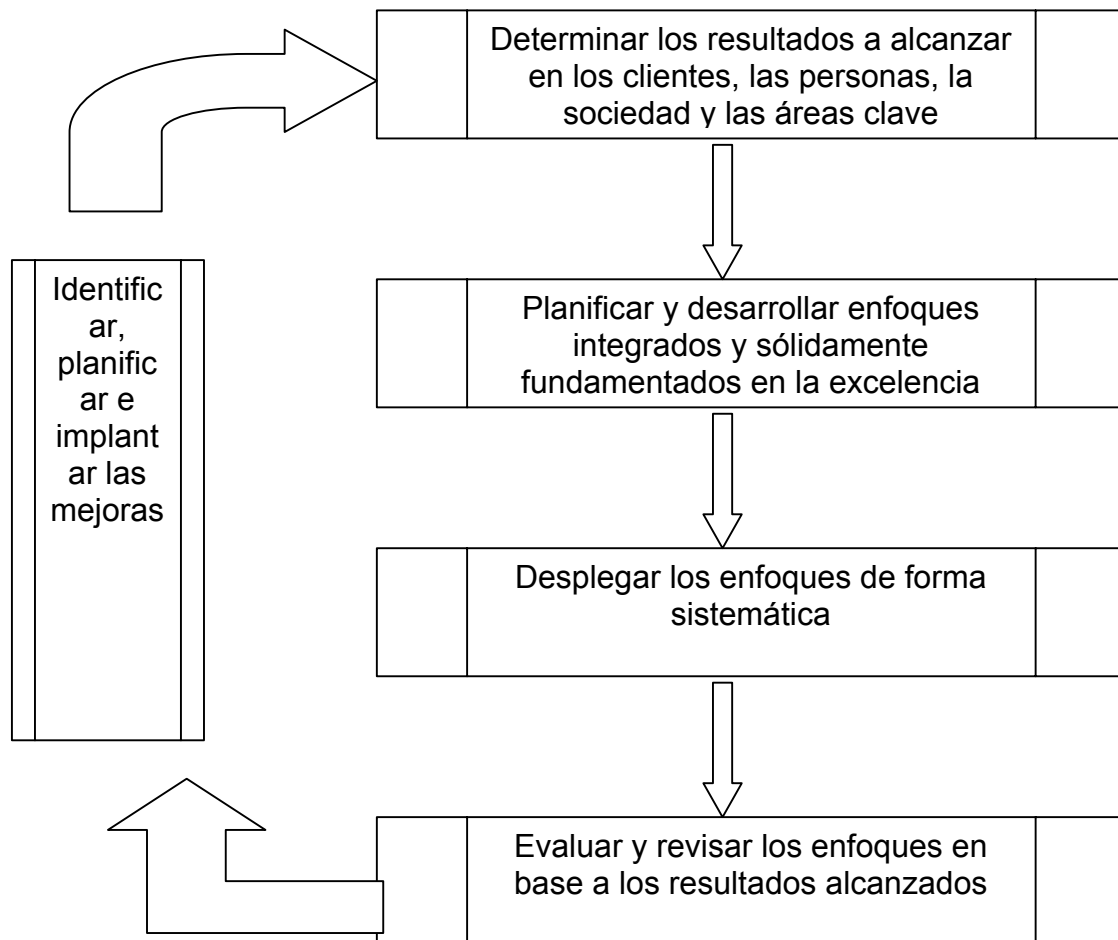 Determinar los resultados a alcanzar
en los clientes, las personas, la
sociedad y las áreas clave
Identific
ar,
planific
ar e
implant
ar las
mejoras
Planificar y desarrollar enfoques
integrados y sólidamente
fundamentados en la excelencia
Desplegar los enfoques de forma
sistemática
Evaluar y revisar los enfoques en
base a los resultados alcanzados